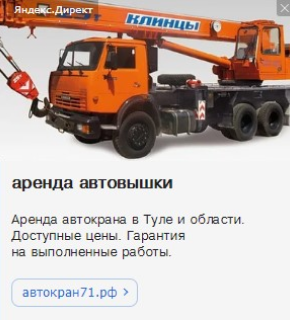 Яндекс.Директ
КЛИНЦЫ
аренда автовышки
Аренда автокрана в Туле и области.
Доступные цены. Гарантия
на выполненные работы.
автокран71.рф